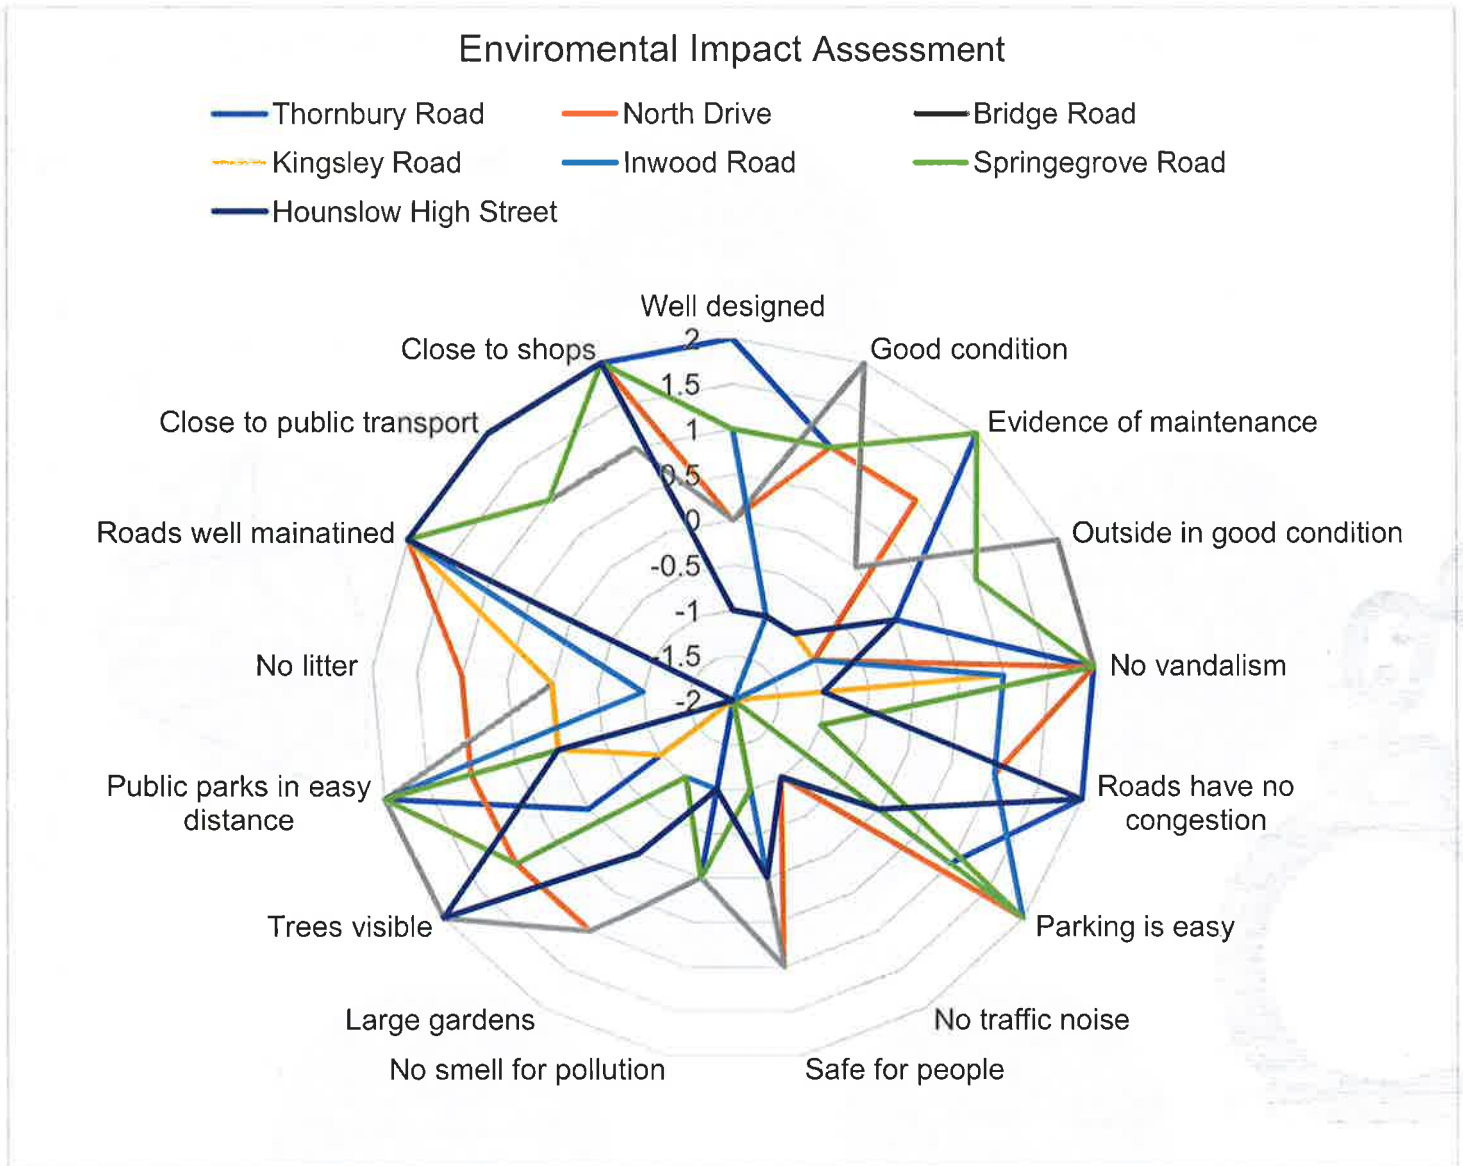 Enviromental Impact Assessment
Thornbury Road North Drive Bridge Road
Kingsley Road Inwood Road Springegrove Road
Hounslow High Street
Well designed
Close to shops
Good condition
Close to public transport
Evidence of maintenance
Roads well mainatined
Outside in good condition
No litter
No vandalism
Public parks in easy
distance
Roads have no
congestion
Trees visible
Parking is easy
Large gardens
No traffic noise
No smell for pollution
Safe for people
2
1.5
1
0.5
0
-0.5
-1
-1.5
-2